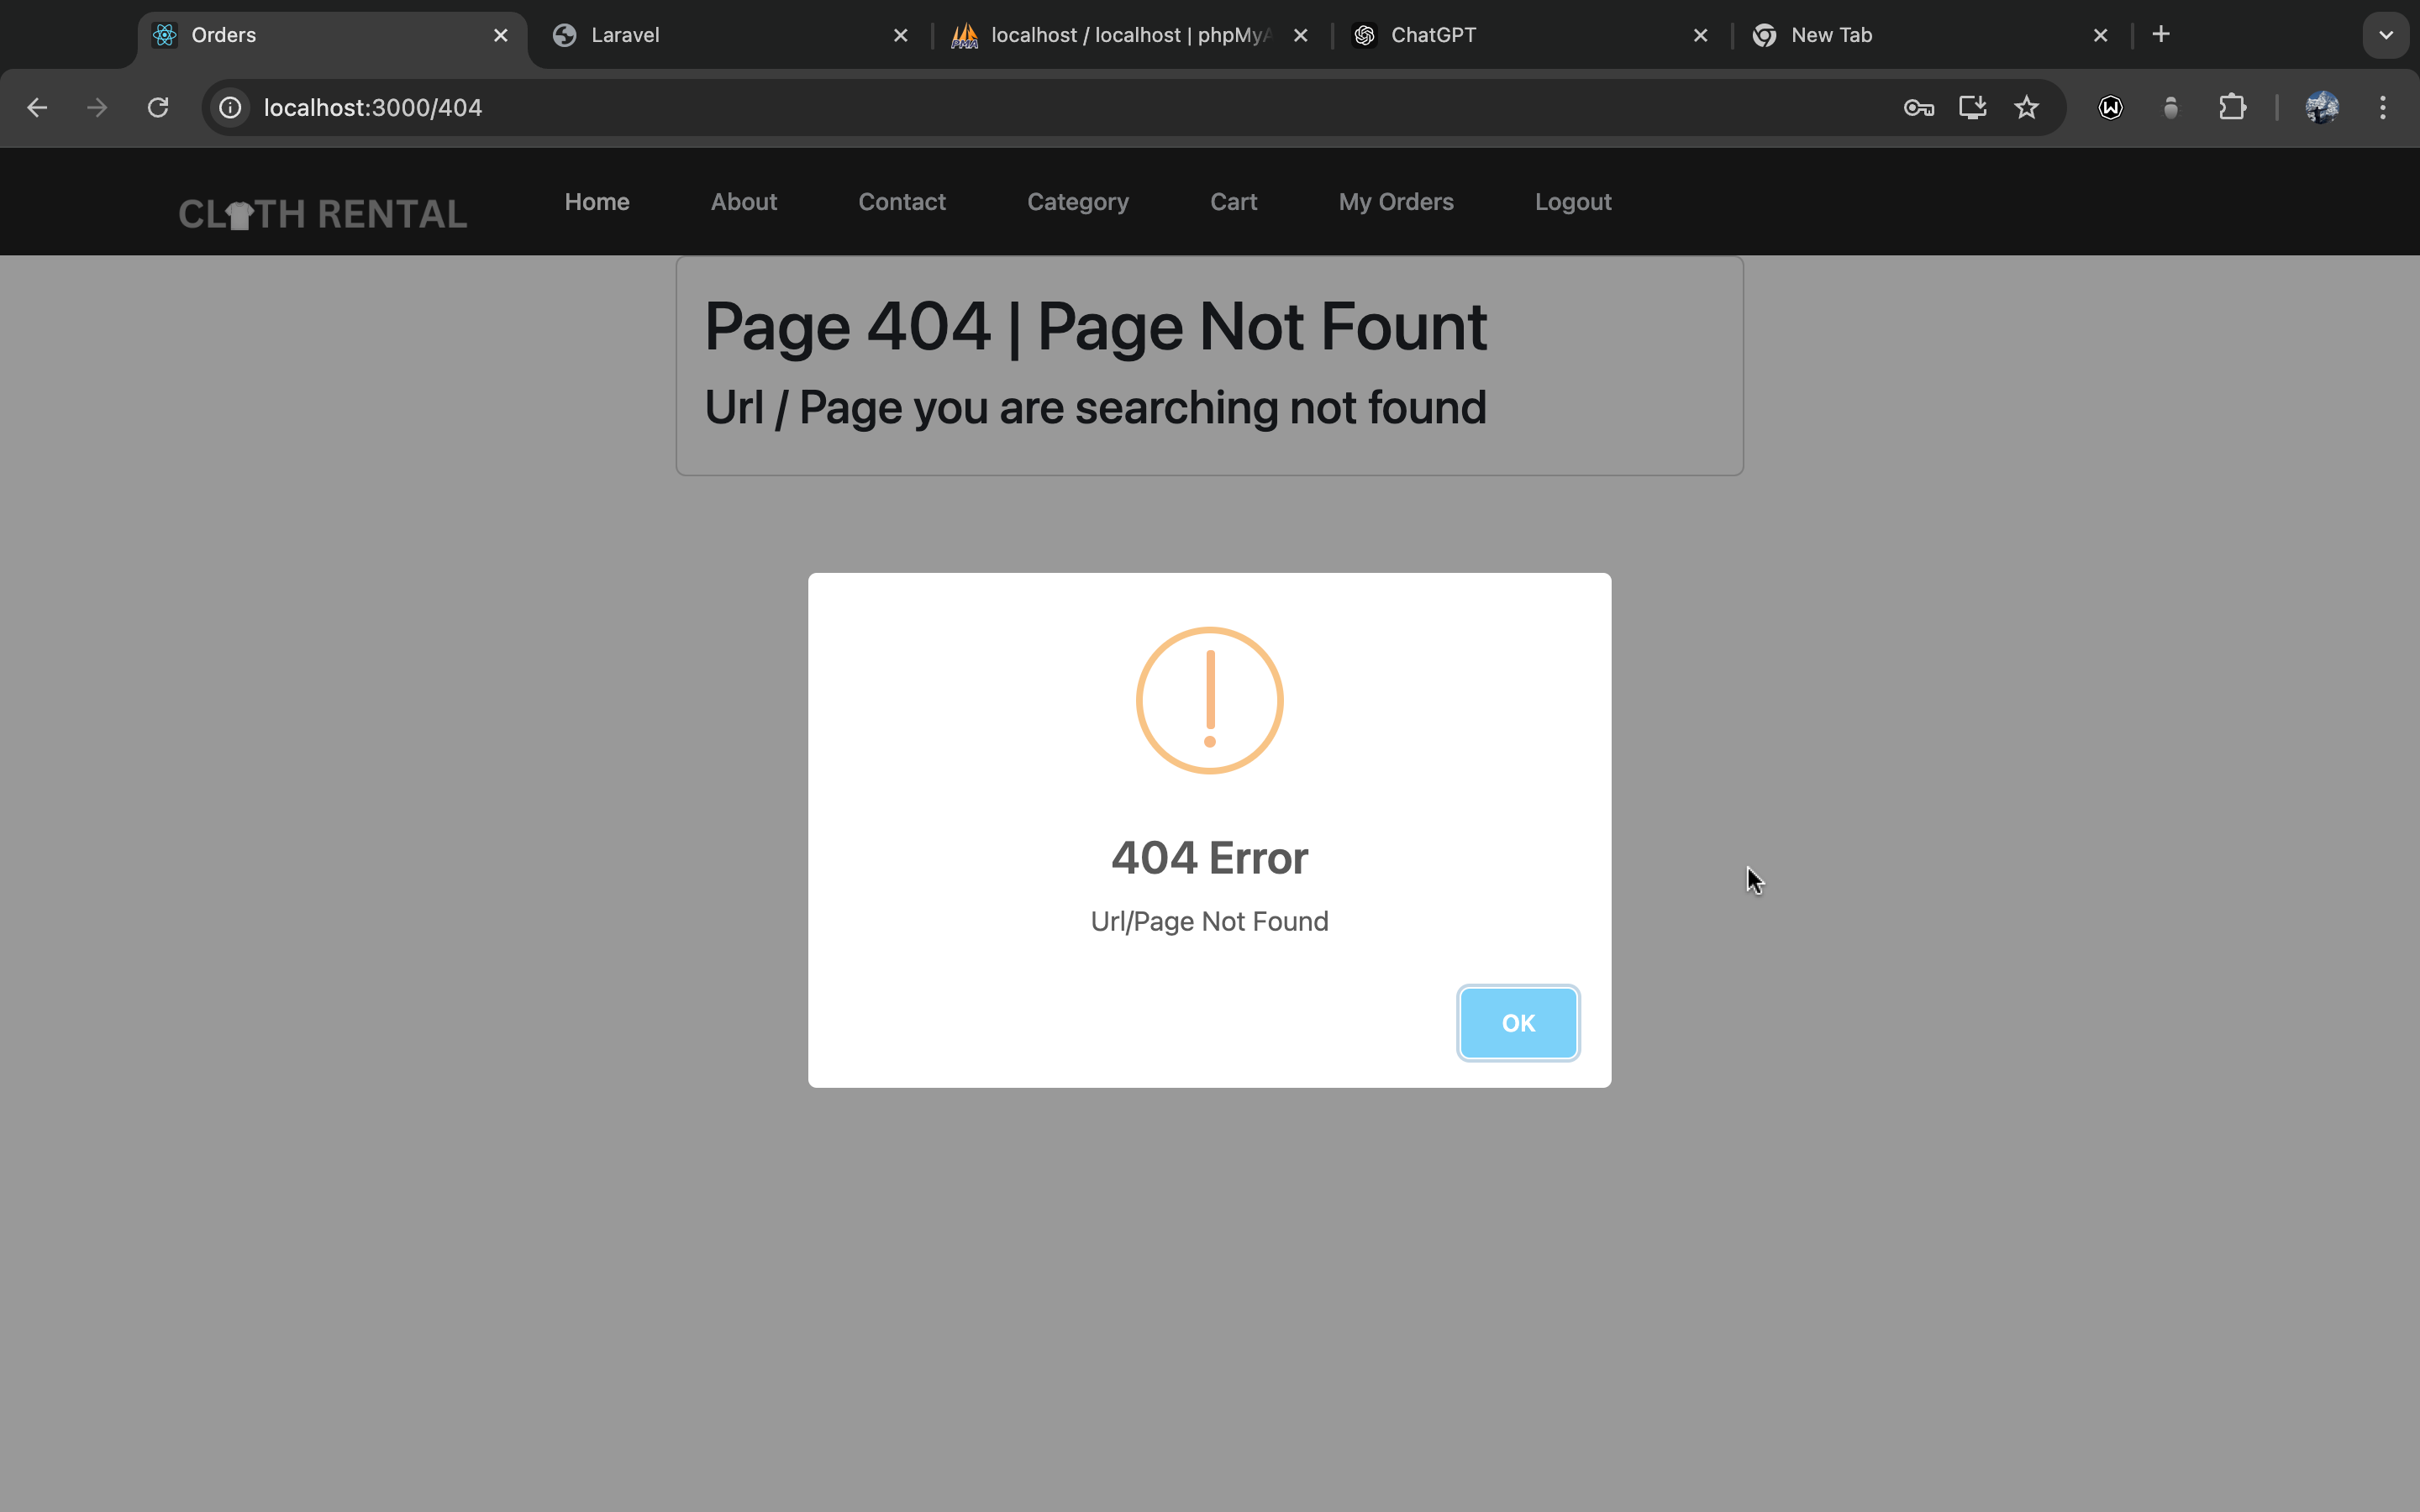 Orders
Laravel
localhost / localhost | phpMyA
ChatGPT
New Tab
localhost:3000/404
CL TH RENTAL
Home
About
Contact
Category
Cart
My Orders
Logout
Page 404 | Page Not Fount
Url / Page you are searching not found
404 Error
Url/Page Not Found
OK